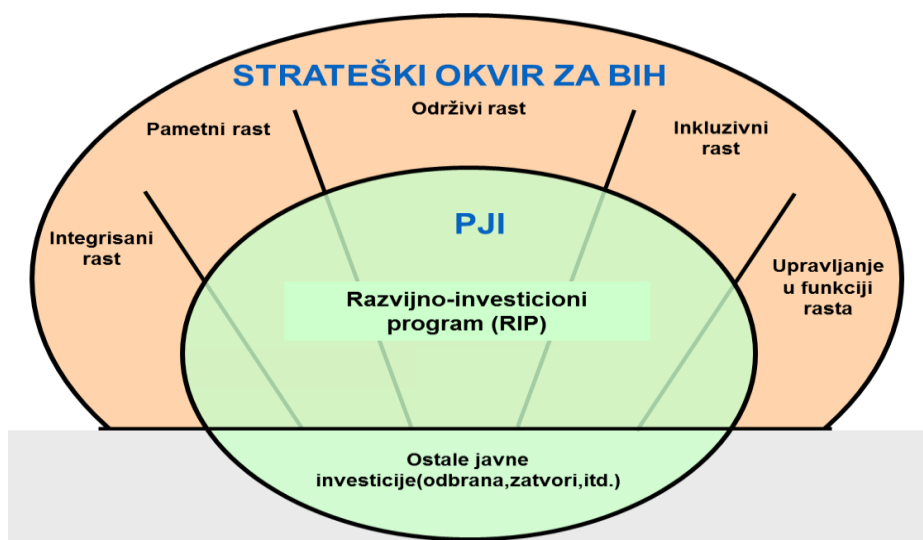 STRATEŠKI OKVIR ZA BIH
Održivi rast
Pametni rast
Inkluzivni
rast
Integrisani
rast
Upravljanje
u funkciji
rasta
PJI
Razvijno-investicioni
program (RIP)
Ostale javne
investicije(odbrana,zatvori,itd.)